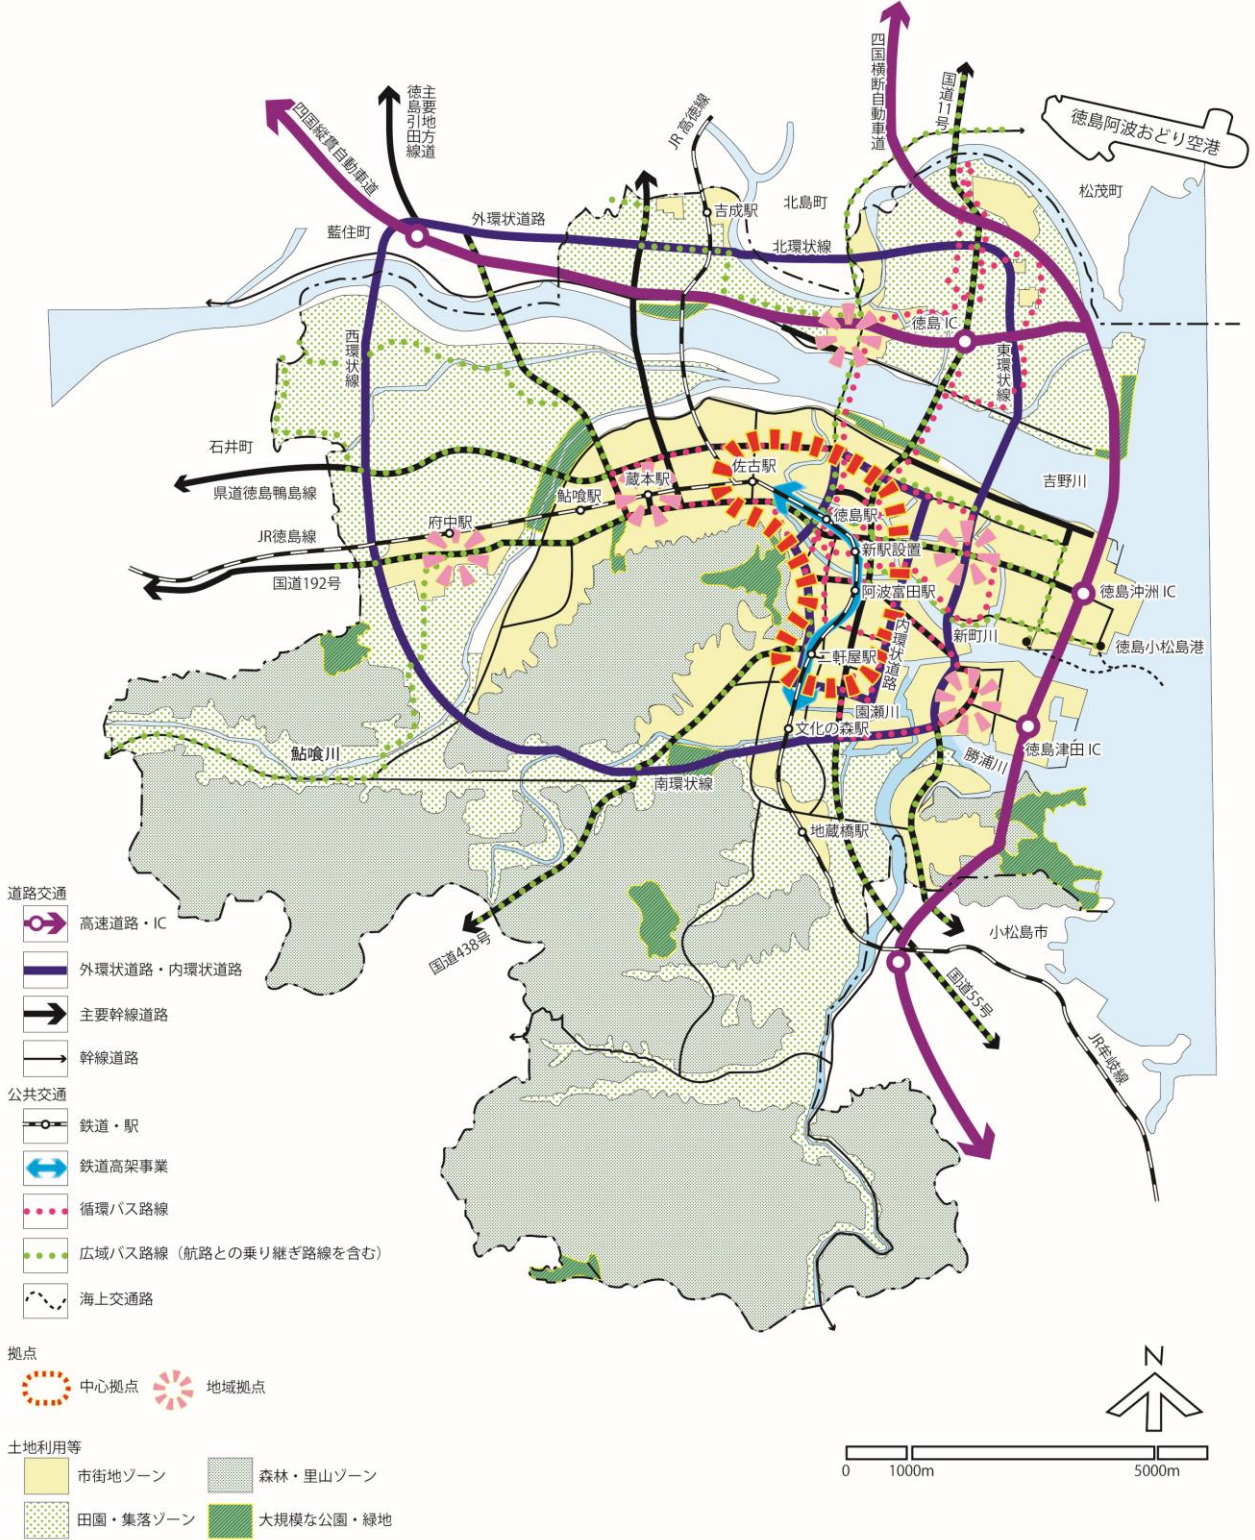 四国横断自動車道
国道11号
徳島阿波おどり空港
主要地方道
徳島引田線
四国縦貫自動車道
JR高徳線
松茂町
北島町
吉成駅
藍住町
外環状道路
北環状線
徳島IC
西環状線
東環状線
石井町
吉野川
県道徳島鴨島線
佐古駅
蔵本駅
鮎喰駅
府中駅
徳島駅
JR徳島線
新駅設置
国道192号
阿波富田駅
徳島沖洲IC
新町川
内環状道路
徳島小松島港
二軒屋駅
園瀬川
文化の森駅
鮎喰川
徳島津田IC
勝浦川
南環状線
地蔵橋駅
小松島市
国道438号
国道55号
JR牟岐線
道路交通
高速道路・IC
外環状道路・内環状道路
主要幹線道路
幹線道路
公共交通
鉄道・駅
鉄道高架事業
循環バス路線
広域バス路線（航路との乗り継ぎ路線を含む）
海上交通路
拠点
中心拠点
地域拠点
N
土地利用等
市街地ゾーン
森林・里山ゾーン
田園・集落ゾーン
大規模な公園・緑地
0 1000m 5000m